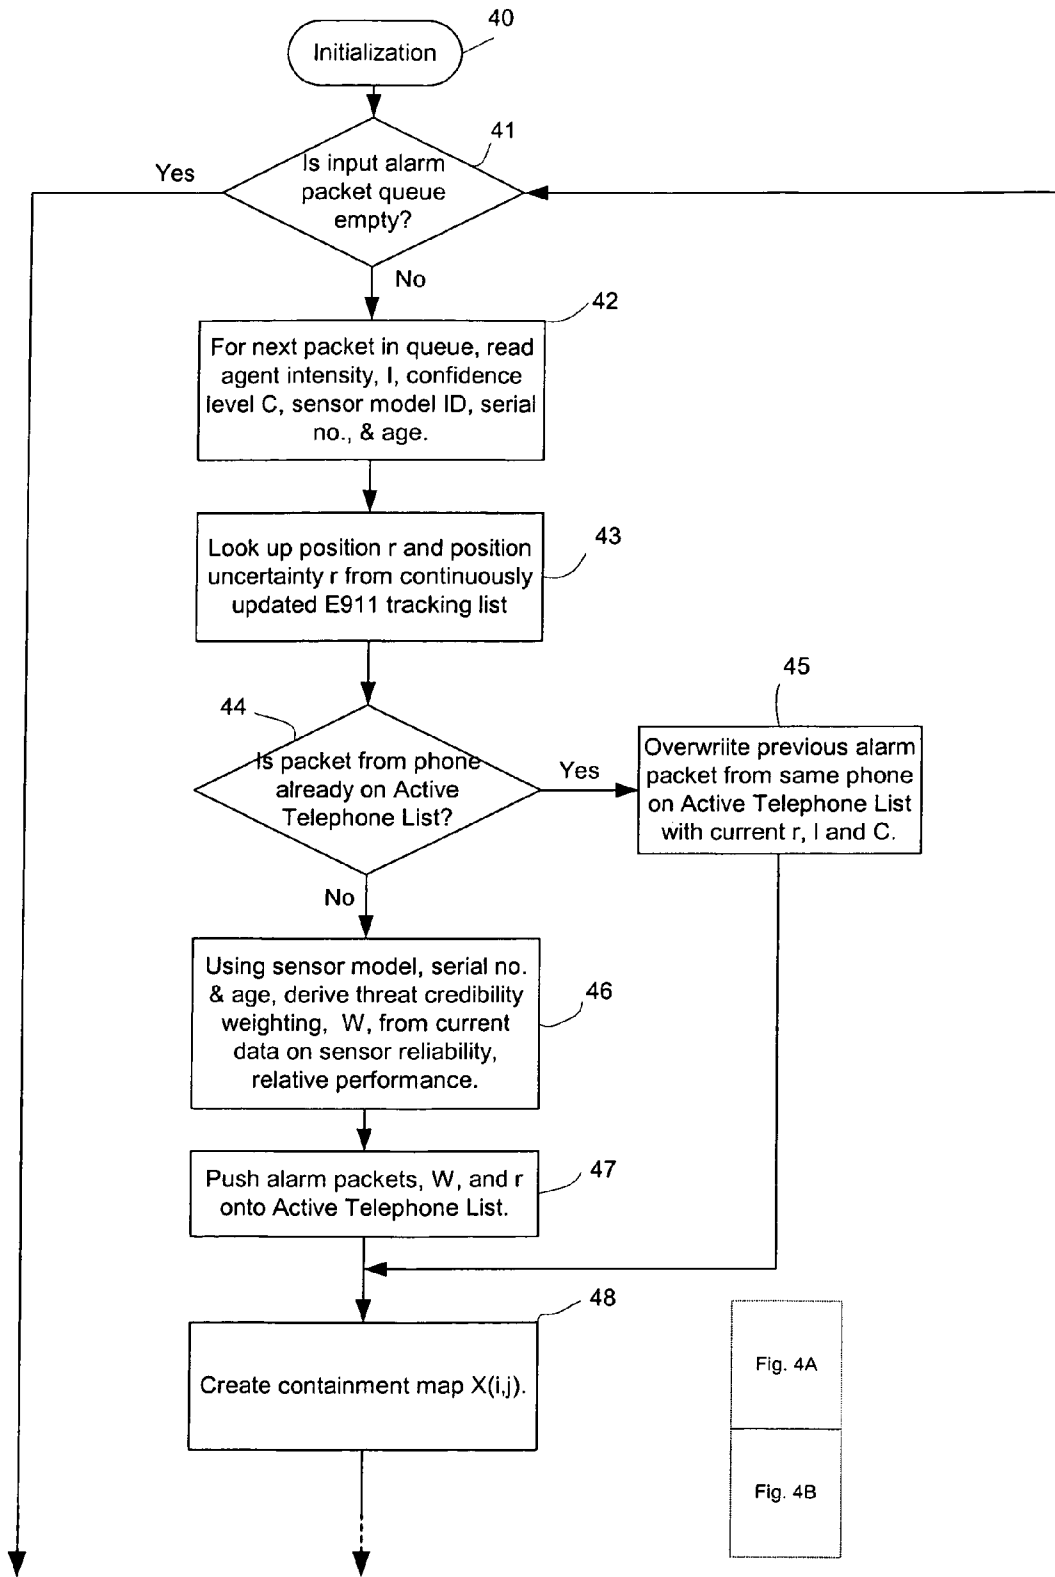 40
Initialization
41
Yes
Is input alarm
packet queue
empty?
No
42
For next packet in queue, read
agent intensity, I, confidence
level C, sensor model ID, serial
no., & age.
43
Look up position r and position
uncertainty r from continuously
updated E911 tracking list
44
Is packet from phone
already on Active
Telephone List?
Yes
45
Overwriite previous alarm
packet from same phone
on Active Telephone List
with current r, I and C.
No
46
Using sensor model, serial no.
& age, derive threat credibility
weighting, W, from current
data on sensor reliability,
relative performance.
47
Push alarm packets, W, and r
onto Active Telephone List.
48
Create containment map X(i,j).
Fig. 4A
Fig. 4B